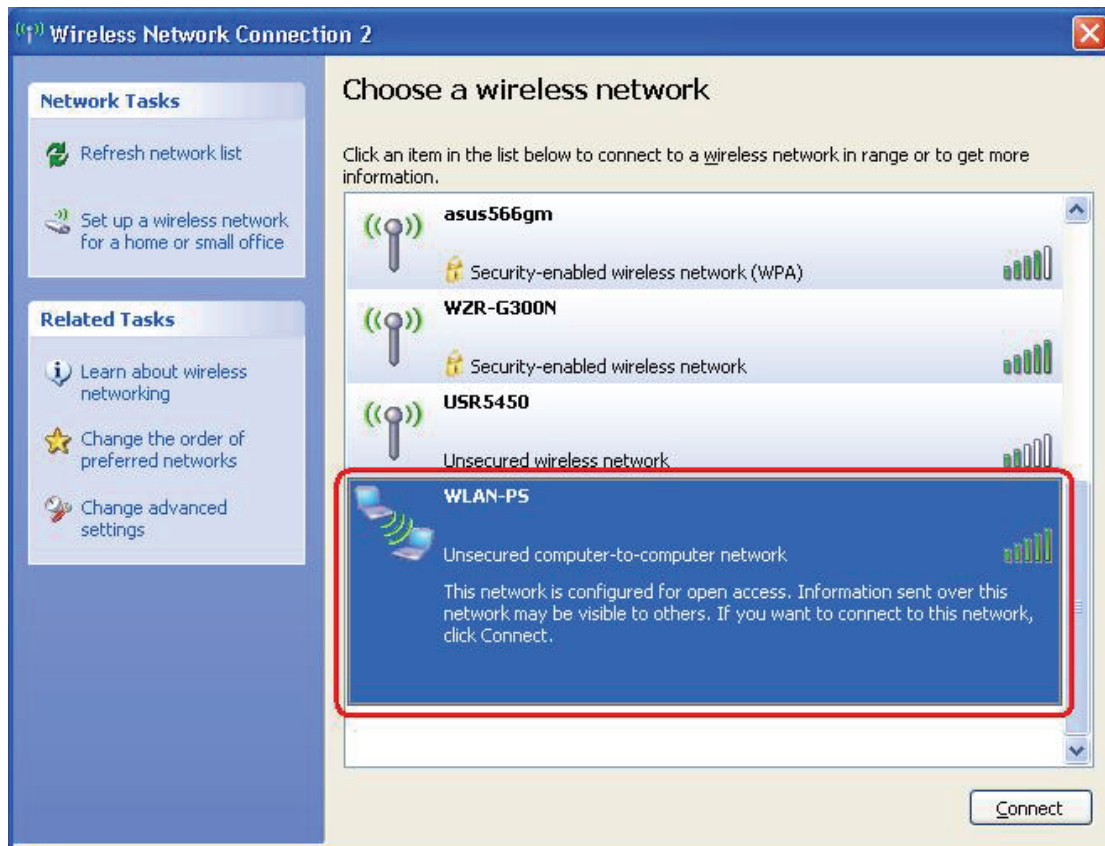 Wireless Network Connection 2
Network Tasks
Refresh network list
Set up a wireless network
for a home or small office
Related Tasks
Learn about wireless
networking
Change the order of
preferred networks
Change advanced
settings
Choose a wireless network
Click an item in the list below to connect to a wireless network in range or to get more
information.
asus566gm
Security-enabled wireless network (WPA)
WZR-G300N
Security-enabled wireless network
USR5450
Unsecured wireless network
WLAN-PS
Unsecured computer-to-computer network
This network is configured for open access. Information sent over this
network may be visible to others. If you want to connect to this network,
click Connect.
Connect